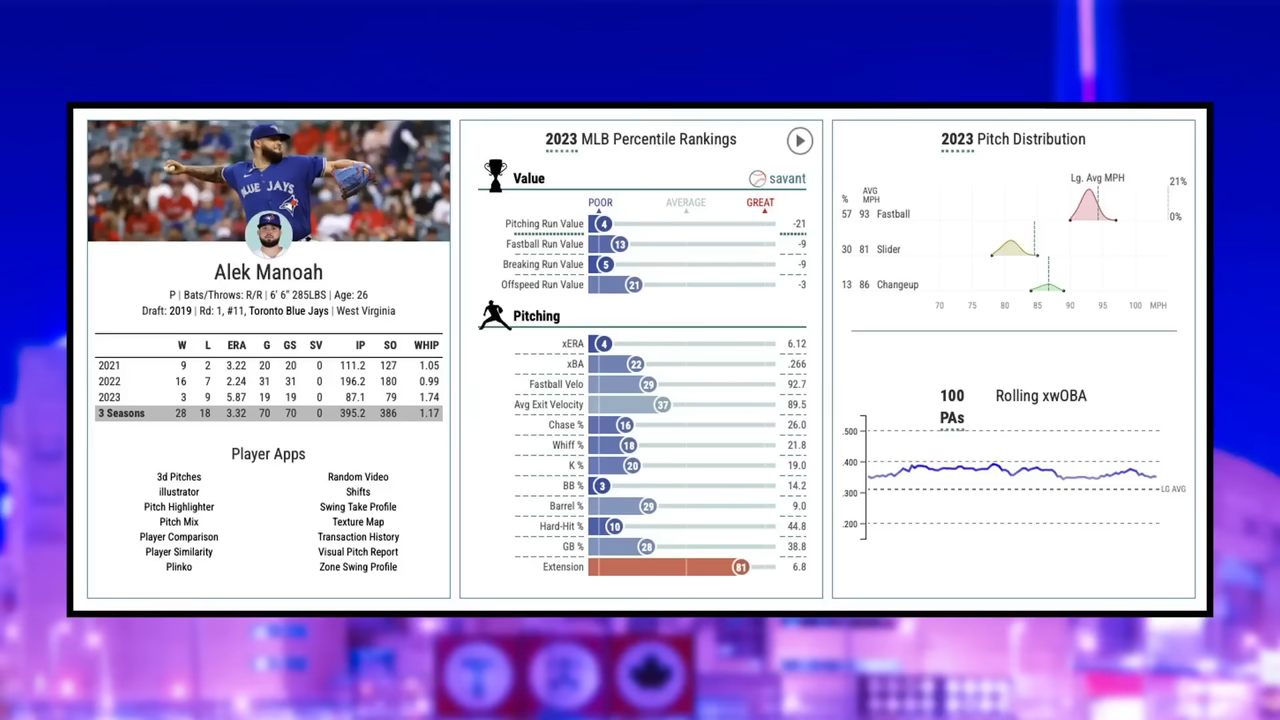 BLUE JAYS
Alek Manoah
P | Bats/Throws: R/R | 6' 6" 285LBS | Age: 26
Draft: 2019 | Rd: 1, #11, Toronto Blue Jays | West Virginia
W L ERA G GS SV IP SO WHIP
2021 9 2 3.22 20 20 0 111.2 127 1.05
2022 16 7 2.24 31 31 0 196.2 180 0.99
2023 3 9 5.87 19 19 0 87.1 79 1.74
3 Seasons 28 18 3.32 70 70 0 395.2 386 1.17
Player Apps
3d Pitches Random Video
illustrator Shifts
Pitch Highlighter Swing Take Profile
Pitch Mix Texture Map
Player Comparison Transaction History
Player Similarity Visual Pitch Report
Plinko Zone Swing Profile
2023 MLB Percentile Rankings
Value savant
POOR AVERAGE GREAT
Pitching Run Value 4 -21
Fastball Run Value 13 -9
Breaking Run Value 5 -9
Offspeed Run Value 21 -3
Pitching
xERA 4 6.12
xBA 22 .266
Fastball Velo 29 92.7
Avg Exit Velocity 37 89.5
Chase % 16 26.0
Whiff % 18 21.8
K % 20 19.0
BB % 3 14.2
Barrel % 29 9.0
Hard-Hit % 10 44.8
GB % 28 38.8
Extension 81 6.8
2023 Pitch Distribution
Lg. Avg MPH
% AVG MPH
21%
57 93 Fastball 0%
30 81 Slider
13 86 Changeup
70 75 80 85 90 95 100 MPH
100 PAs Rolling xwOBA
.500
.400
.300 LG AVG
.200